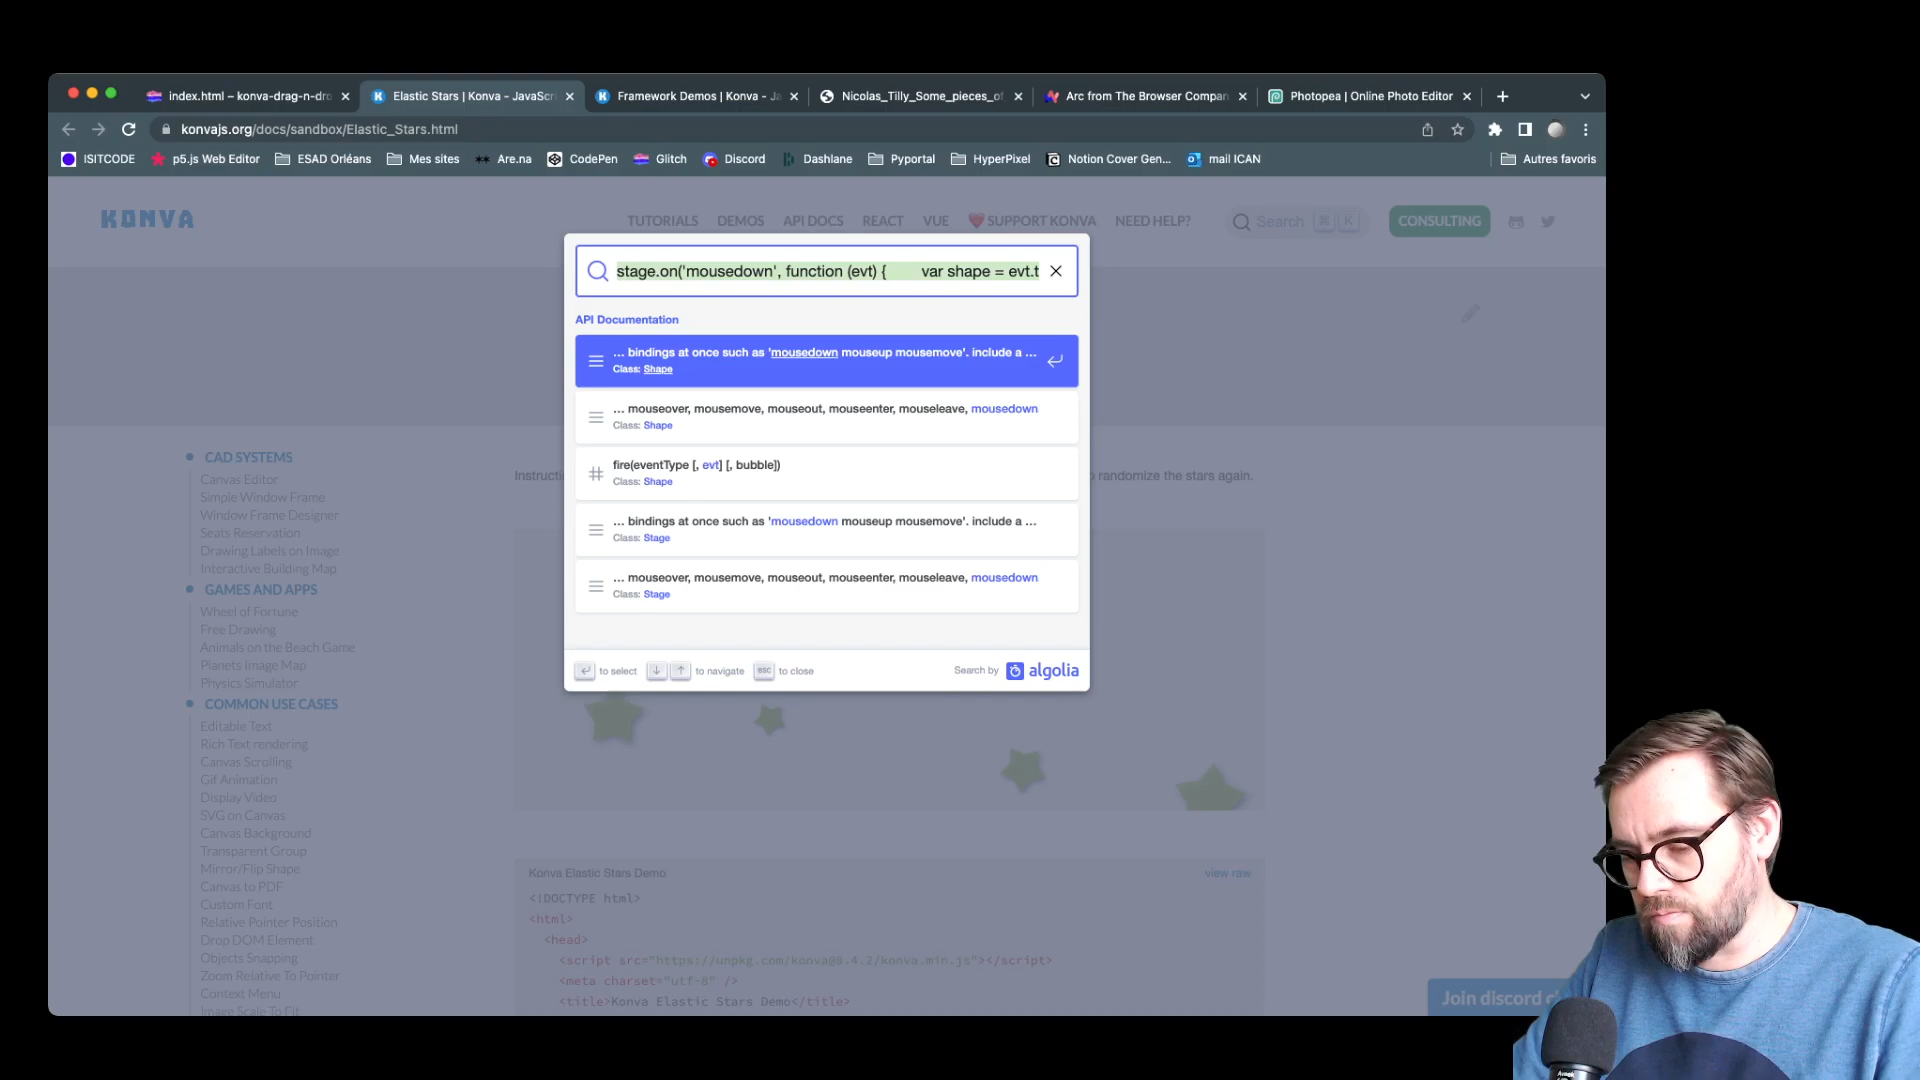 index.html – konva-drag-n-dro
Elastic Stars | Konva - JavaScri
Framework Demos | Konva - Ja
Nicolas_Tilly_Some_pieces_of
Arc from The Browser Compan
Photopea | Online Photo Editor
konvajs.org/docs/sandbox/Elastic_Stars.html
ISITCODE
p5.js Web Editor
ESAD Orléans
Mes sites
Are.na
CodePen
Glitch
Discord
Dashlane
Pyportal
HyperPixel
Notion Cover Gen...
mail ICAN
Autres favoris
KONVA
TUTORIALS
DEMOS
API DOCS
REACT
VUE
SUPPORT KONVA
NEED HELP?
Search ⌘ K
CONSULTING
stage.on('mousedown', function (evt) { var shape = evt.t
API Documentation
... bindings at once such as 'mousedown mouseup mousemove'. include a ...
Class: Shape
... mouseover, mousemove, mouseout, mouseenter, mouseleave, mousedown
Class: Shape
fire(eventType [, evt] [, bubble])
Class: Shape
... bindings at once such as 'mousedown mouseup mousemove'. include a ...
Class: Stage
... mouseover, mousemove, mouseout, mouseenter, mouseleave, mousedown
Class: Stage
to select
to navigate
ESC to close
Search by algolia
CAD SYSTEMS
Canvas Editor
Simple Window Frame
Window Frame Designer
Seats Reservation
Drawing Labels on Image
Interactive Building Map
GAMES AND APPS
Wheel of Fortune
Free Drawing
Animals on the Beach Game
Planets Image Map
Physics Simulator
COMMON USE CASES
Editable Text
Rich Text rendering
Canvas Scrolling
Gif Animation
Display Video
SVG on Canvas
Canvas Background
Transparent Group
Mirror/Flip Shape
Canvas to PDF
Custom Font
Relative Pointer Position
Drop DOM Element
Objects Snapping
Zoom Relative To Pointer
Context Menu
Image Scale To Fit
Instructi
randomize the stars again.
Konva Elastic Stars Demo
view raw
<!DOCTYPE html>
<html>
<head>
<script src="https://unpkg.com/konva@8.4.2/konva.min.js"></script>
<meta charset="utf-8" />
<title>Konva Elastic Stars Demo</title>
Join discord c